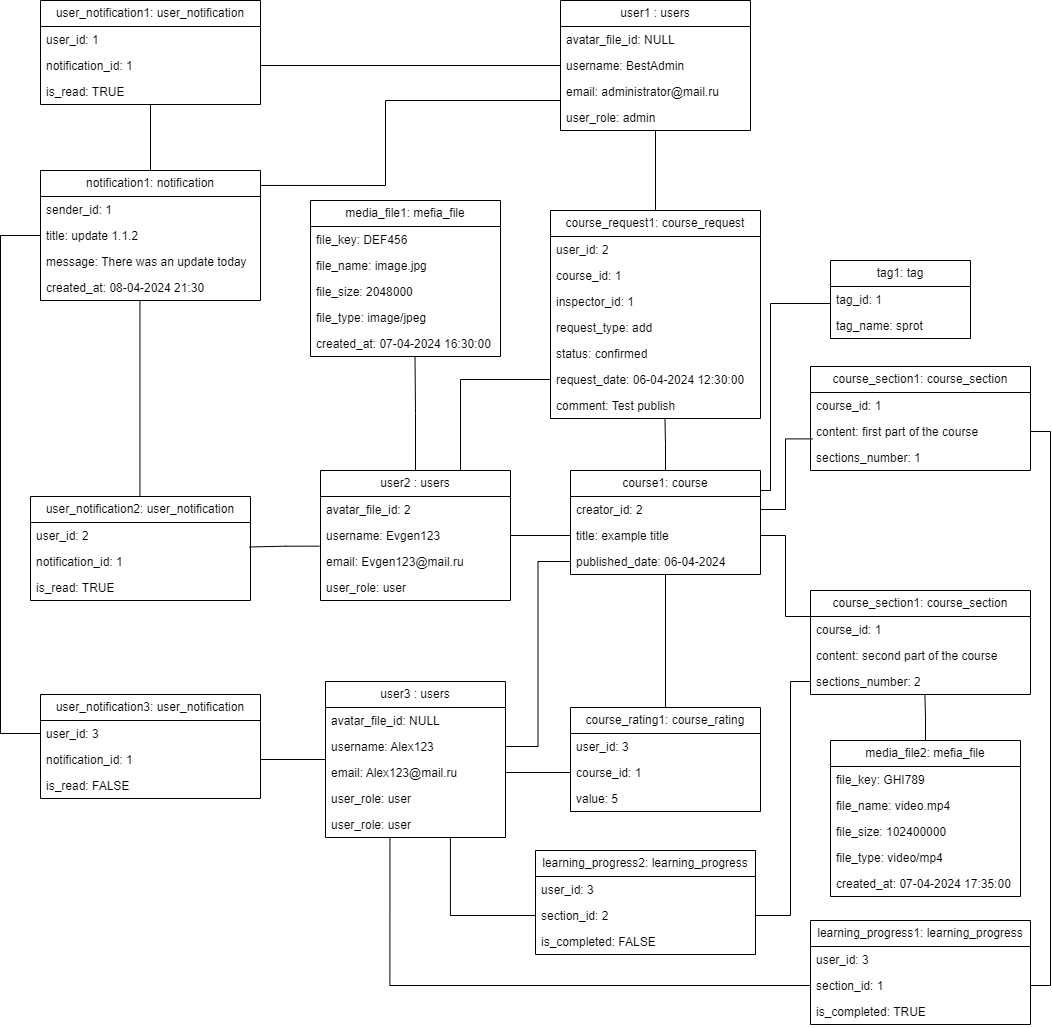 user_notification1: user_notification
user_id: 1
notification_id: 1
is_read: TRUE
user1 : users
avatar_file_id: NULL
username: BestAdmin
email: administrator@mail.ru
user_role: admin
notification1: notification
sender_id: 1
title: update 1.1.2
message: There was an update today
created_at: 08-04-2024 21:30
media_file1: mefia_file
file_key: DEF456
file_name: image.jpg
file_size: 2048000
file_type: image/jpeg
created_at: 07-04-2024 16:30:00
course_request1: course_request
user_id: 2
course_id: 1
inspector_id: 1
request_type: add
status: confirmed
request_date: 06-04-2024 12:30:00
comment: Test publish
tag1: tag
tag_id: 1
tag_name: sprot
course_section1: course_section
course_id: 1
content: first part of the course
sections_number: 1
user_notification2: user_notification
user_id: 2
notification_id: 1
is_read: TRUE
user2 : users
avatar_file_id: 2
username: Evgen123
email: Evgen123@mail.ru
user_role: user
course1: course
creator_id: 2
title: example title
published_date: 06-04-2024
course_section1: course_section
course_id: 1
content: second part of the course
sections_number: 2
user_notification3: user_notification
user_id: 3
notification_id: 1
is_read: FALSE
user3 : users
avatar_file_id: NULL
username: Alex123
email: Alex123@mail.ru
user_role: user
user_role: user
course_rating1: course_rating
user_id: 3
course_id: 1
value: 5
media_file2: mefia_file
file_key: GHI789
file_name: video.mp4
file_size: 102400000
file_type: video/mp4
created_at: 07-04-2024 17:35:00
learning_progress2: learning_progress
user_id: 3
section_id: 2
is_completed: FALSE
learning_progress1: learning_progress
user_id: 3
section_id: 1
is_completed: TRUE